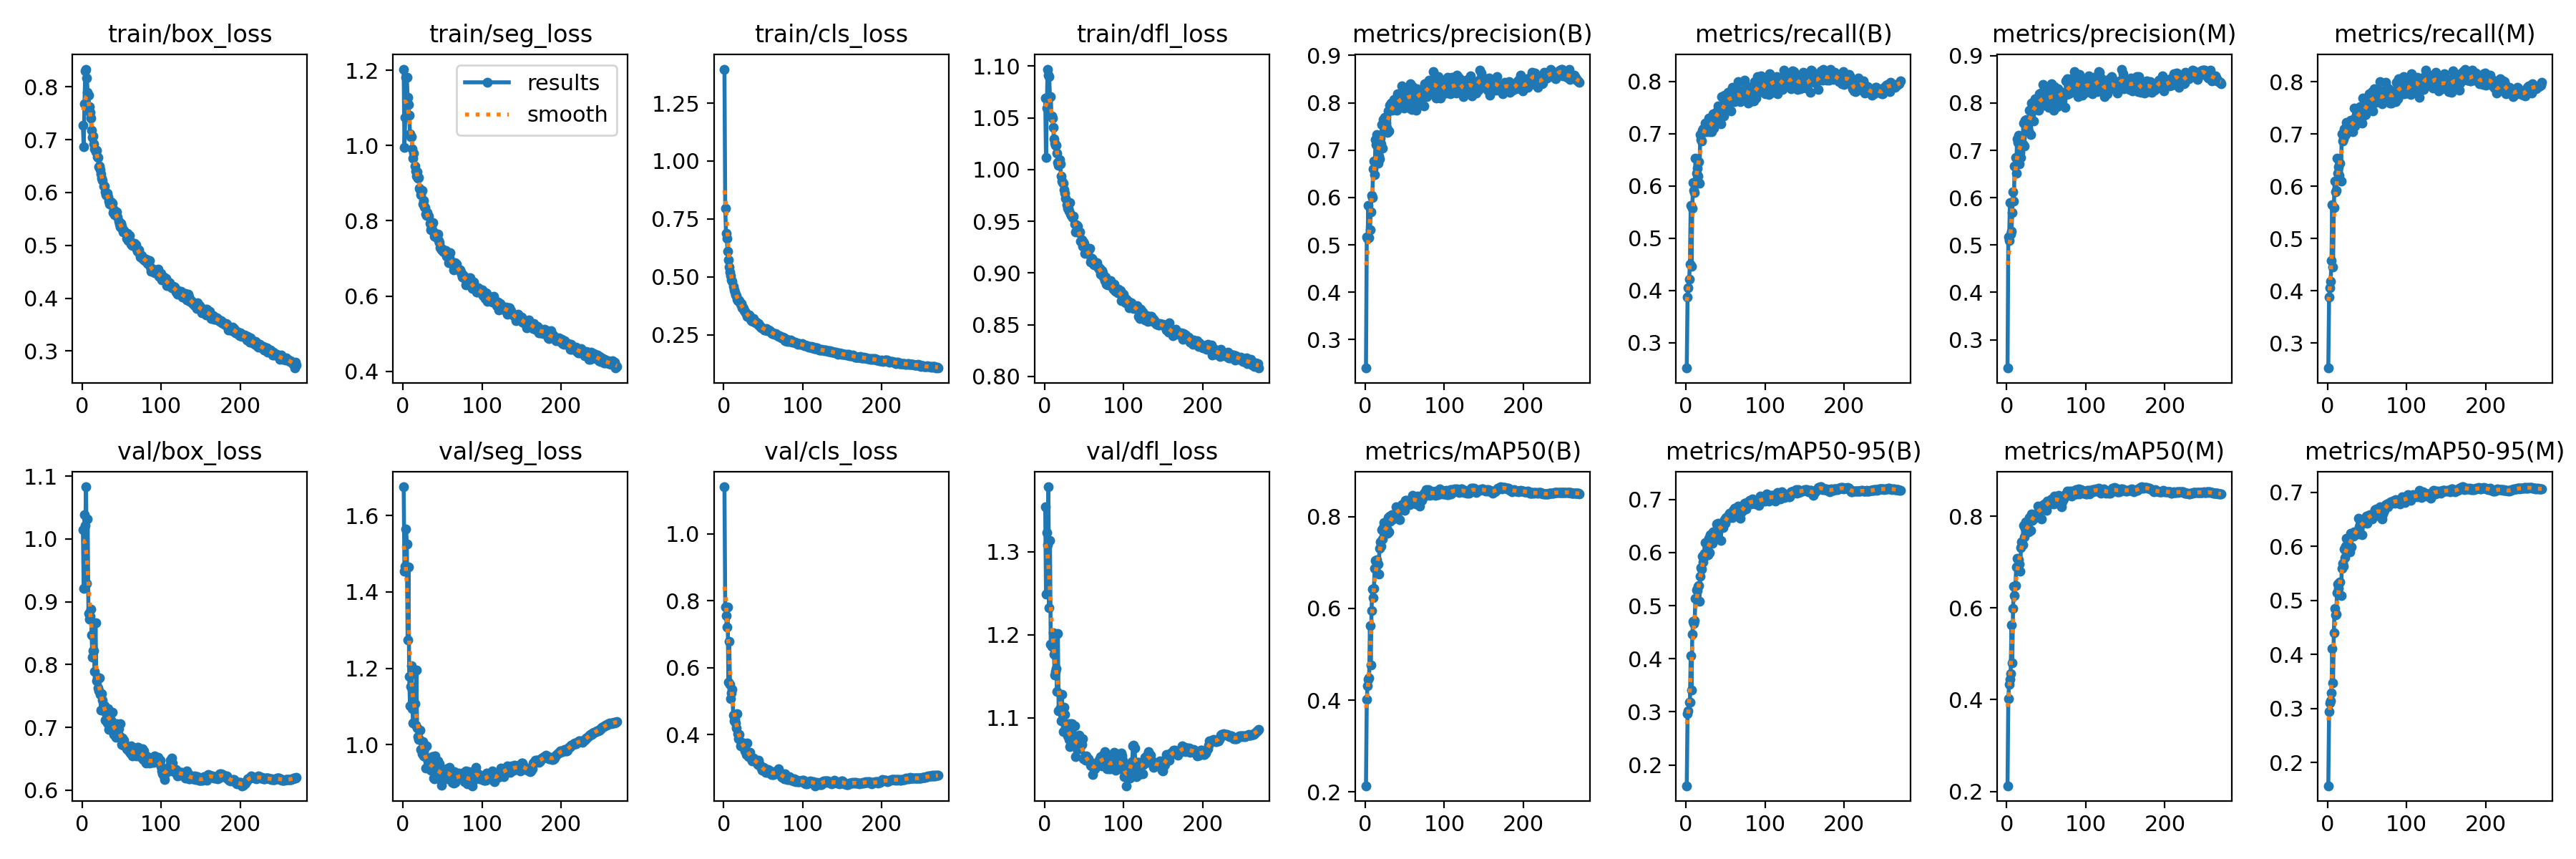 train/box_loss
train/seg_loss
train/cls_loss
train/dfl_loss
metrics/precision(B)
metrics/recall(B)
metrics/precision(M)
metrics/recall(M)
0.8
0.7
0.6
0.5
0.4
0.3
0 100 200
1.2
1.0
0.8
0.6
0.4
0 100 200
results
smooth
1.25
1.00
0.75
0.50
0.25
0 100 200
1.10
1.05
1.00
0.95
0.90
0.85
0.80
0 100 200
0.9
0.8
0.7
0.6
0.5
0.4
0.3
0 100 200
0.8
0.7
0.6
0.5
0.4
0.3
0 100 200
0.9
0.8
0.7
0.6
0.5
0.4
0.3
0 100 200
0.8
0.7
0.6
0.5
0.4
0.3
0 100 200
val/box_loss
val/seg_loss
val/cls_loss
val/dfl_loss
metrics/mAP50(B)
metrics/mAP50-95(B)
metrics/mAP50(M)
metrics/mAP50-95(M)
1.1
1.0
0.9
0.8
0.7
0.6
0 100 200
1.6
1.4
1.2
1.0
0 100 200
1.0
0.8
0.6
0.4
0 100 200
1.3
1.2
1.1
0 100 200
0.8
0.6
0.4
0.2
0 100 200
0.7
0.6
0.5
0.4
0.3
0.2
0 100 200
0.8
0.6
0.4
0.2
0 100 200
0.7
0.6
0.5
0.4
0.3
0.2
0 100 200